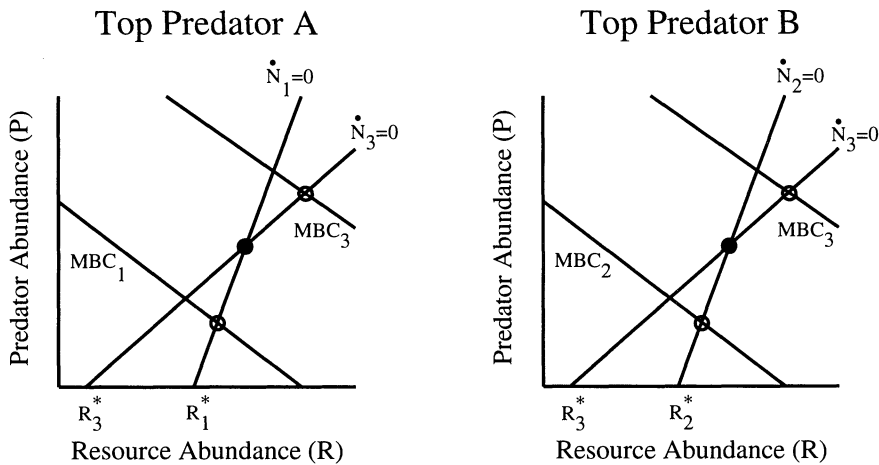 Top Predator A
Ṅ₁=0
Ṅ₃=0
Predator Abundance (P)
MBC₃
MBC₁
R₃*
R₁*
Resource Abundance (R)
Top Predator B
Ṅ₂=0
Ṅ₃=0
Predator Abundance (P)
MBC₃
MBC₂
R₃*
R₂*
Resource Abundance (R)